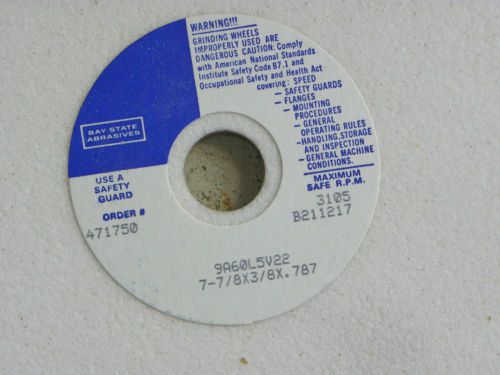 WARNING!!!
GRINDING WHEELS
IMPROPERLY USED ARE
DANGEROUS CAUTION: Comply
with American National Standards
Institute Safety Code B7.1 and
Occupational Safety and Health Act
covering: SPEED
- SAFETY GUARDS
- FLANGES
- MOUNTING
PROCEDURES
- GENERAL
OPERATING RULES
-HANDLING, STORAGE
AND INSPECTION
- GENERAL MACHINE
CONDITIONS.
MAXIMUM
SAFE R.P.M.
3105
B211217
BAY STATE
ABRASIVES
USE A
SAFETY
GUARD
ORDER #
471750
9A60L5V22
7-7/8X3/8X.787